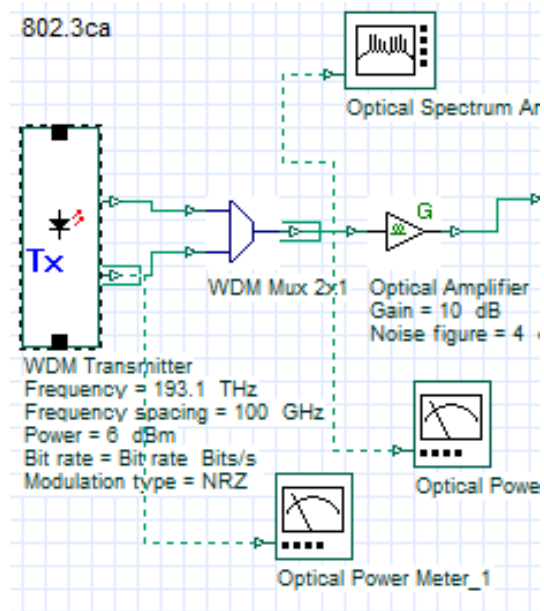 802.3ca
Optical Spectrum Ar
G
Tx
WDM Mux 2x1
Optical Amplifier
Gain = 10 dB
Noise figure = 4
WDM Transmitter
Frequency = 193.1 THz
Frequency spacing = 100 GHz
Power = 6 dBm
Bit rate = Bit rate Bits/s
Modulation type = NRZ
Optical Power
Optical Power Meter_1